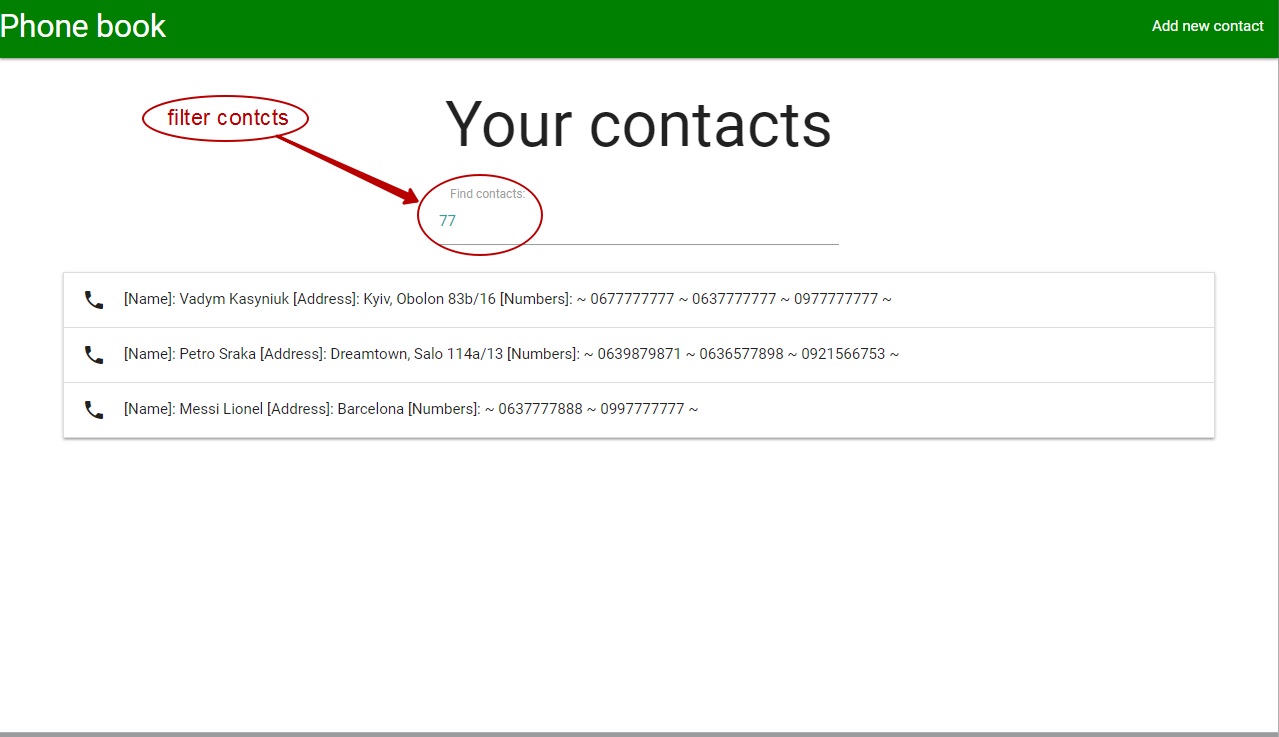 Phone book
Add new contact
filter contcts
Your contacts
Find contacts:
77
[Name]: Vadym Kasyniuk [Address]: Kyiv, Obolon 83b/16 [Numbers]: ~ 0677777777 ~ 0637777777 ~ 0977777777 ~
[Name]: Petro Sraka [Address]: Dreamtown, Salo 114a/13 [Numbers]: ~ 0639879871 ~ 0636577898 ~ 0921566753 ~
[Name]: Messi Lionel [Address]: Barcelona [Numbers]: ~ 0637777888 ~ 0997777777 ~